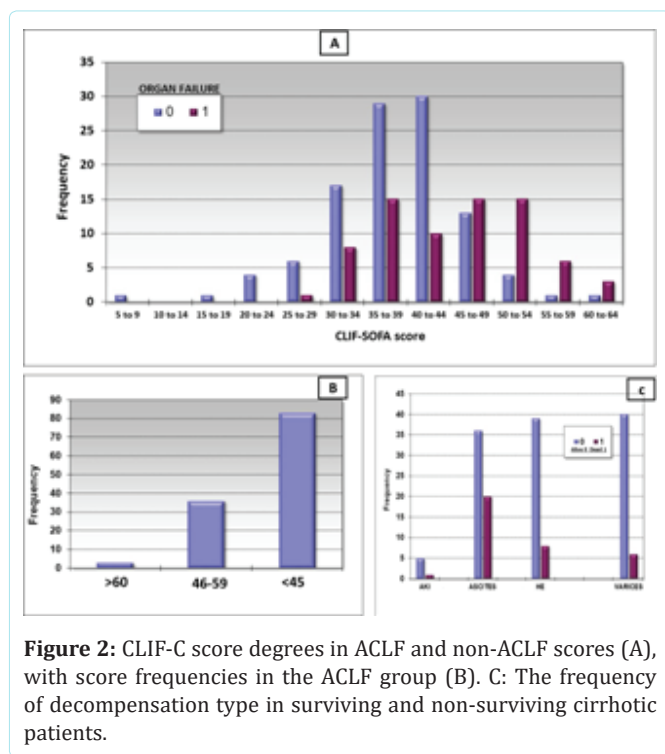 A
35
30
25
20
15
10
5
0
Frequency
ORGAN FAILURE
0 1
5 to 9 10 to 14 15 to 19 20 to 24 25 to 29 30 to 34 35 to 39 40 to 44 45 to 49 50 to 54 55 to 59 60 to 64
CLIF-SOFA score
B
90
80
70
60
50
40
30
20
10
0
Frequency
>60 46-59 <45
C
45
40
35
30
25
20
15
10
5
0
Frequency
0 1
AKI ASCITES HE VARICES
Figure 2: CLIF-C score degrees in ACLF and non-ACLF scores (A),
with score frequencies in the ACLF group (B). C: The frequency
of decompensation type in surviving and non-surviving cirrhotic
patients.